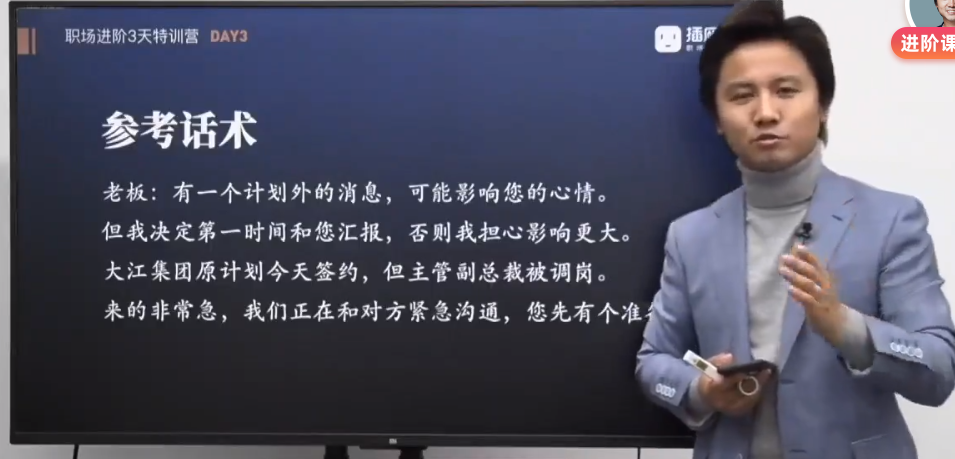 职场进阶3天特训营 DAY3
进阶课
参考话术
老板：有一个计划外的消息，可能影响您的心情。
但我决定第一时间和您汇报，否则我担心影响更大。
大江集团原计划今天签约，但主管副总裁被调岗。
来的非常急，我们正在和对方紧急沟通，您先有个准